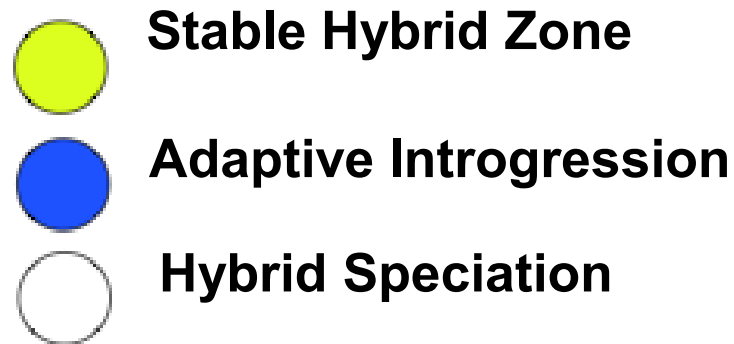 Stable Hybrid Zone
Adaptive Introgression
Hybrid Speciation